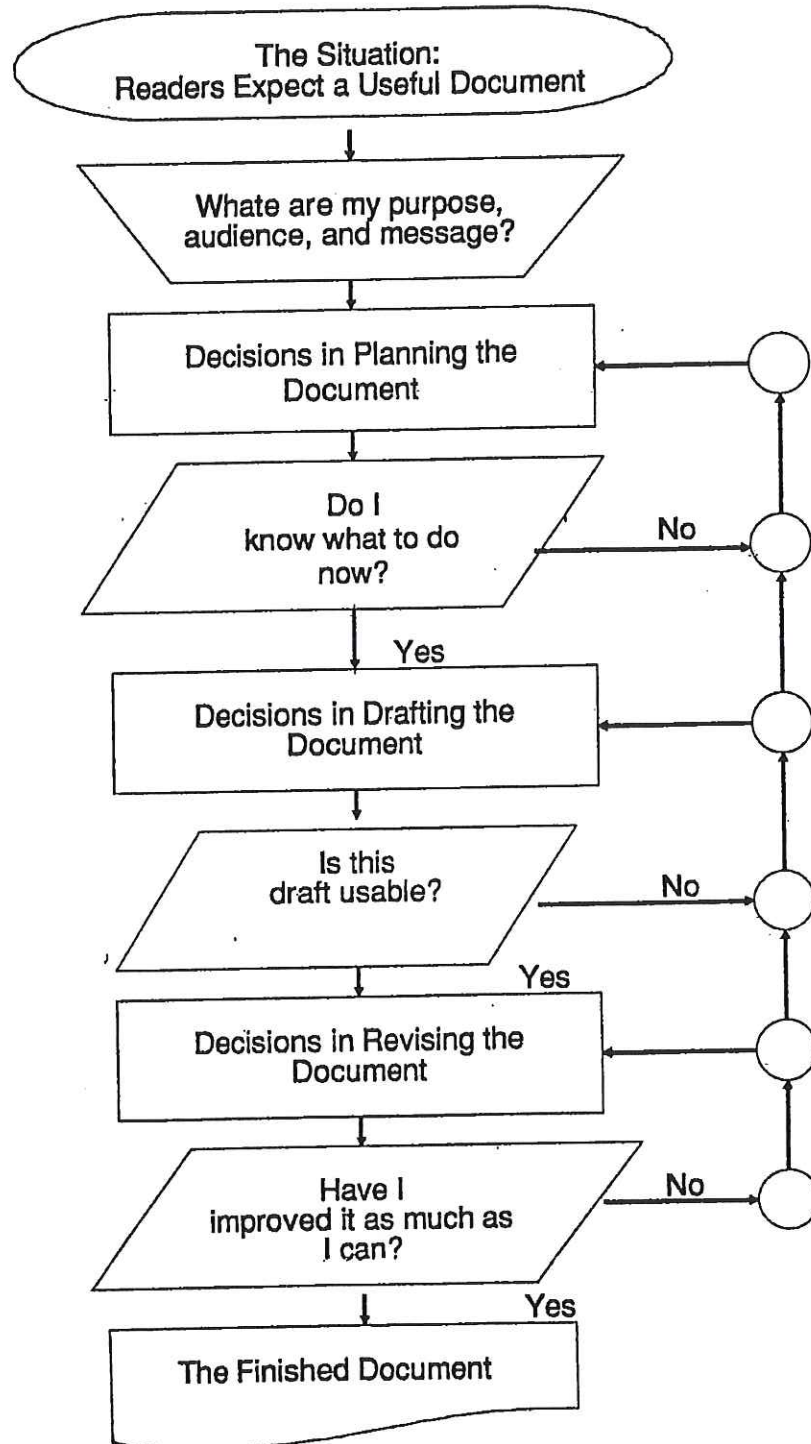 The Situation:
Readers Expect a Useful Document
Whate are my purpose,
audience, and message?
Decisions in Planning the
Document
Do I
know what to do
now?
No
Yes
Decisions in Drafting the
Document
Is this
draft usable?
No
Yes
Decisions in Revising the
Document
Have I
improved it as much as
I can?
No
Yes
The Finished Document